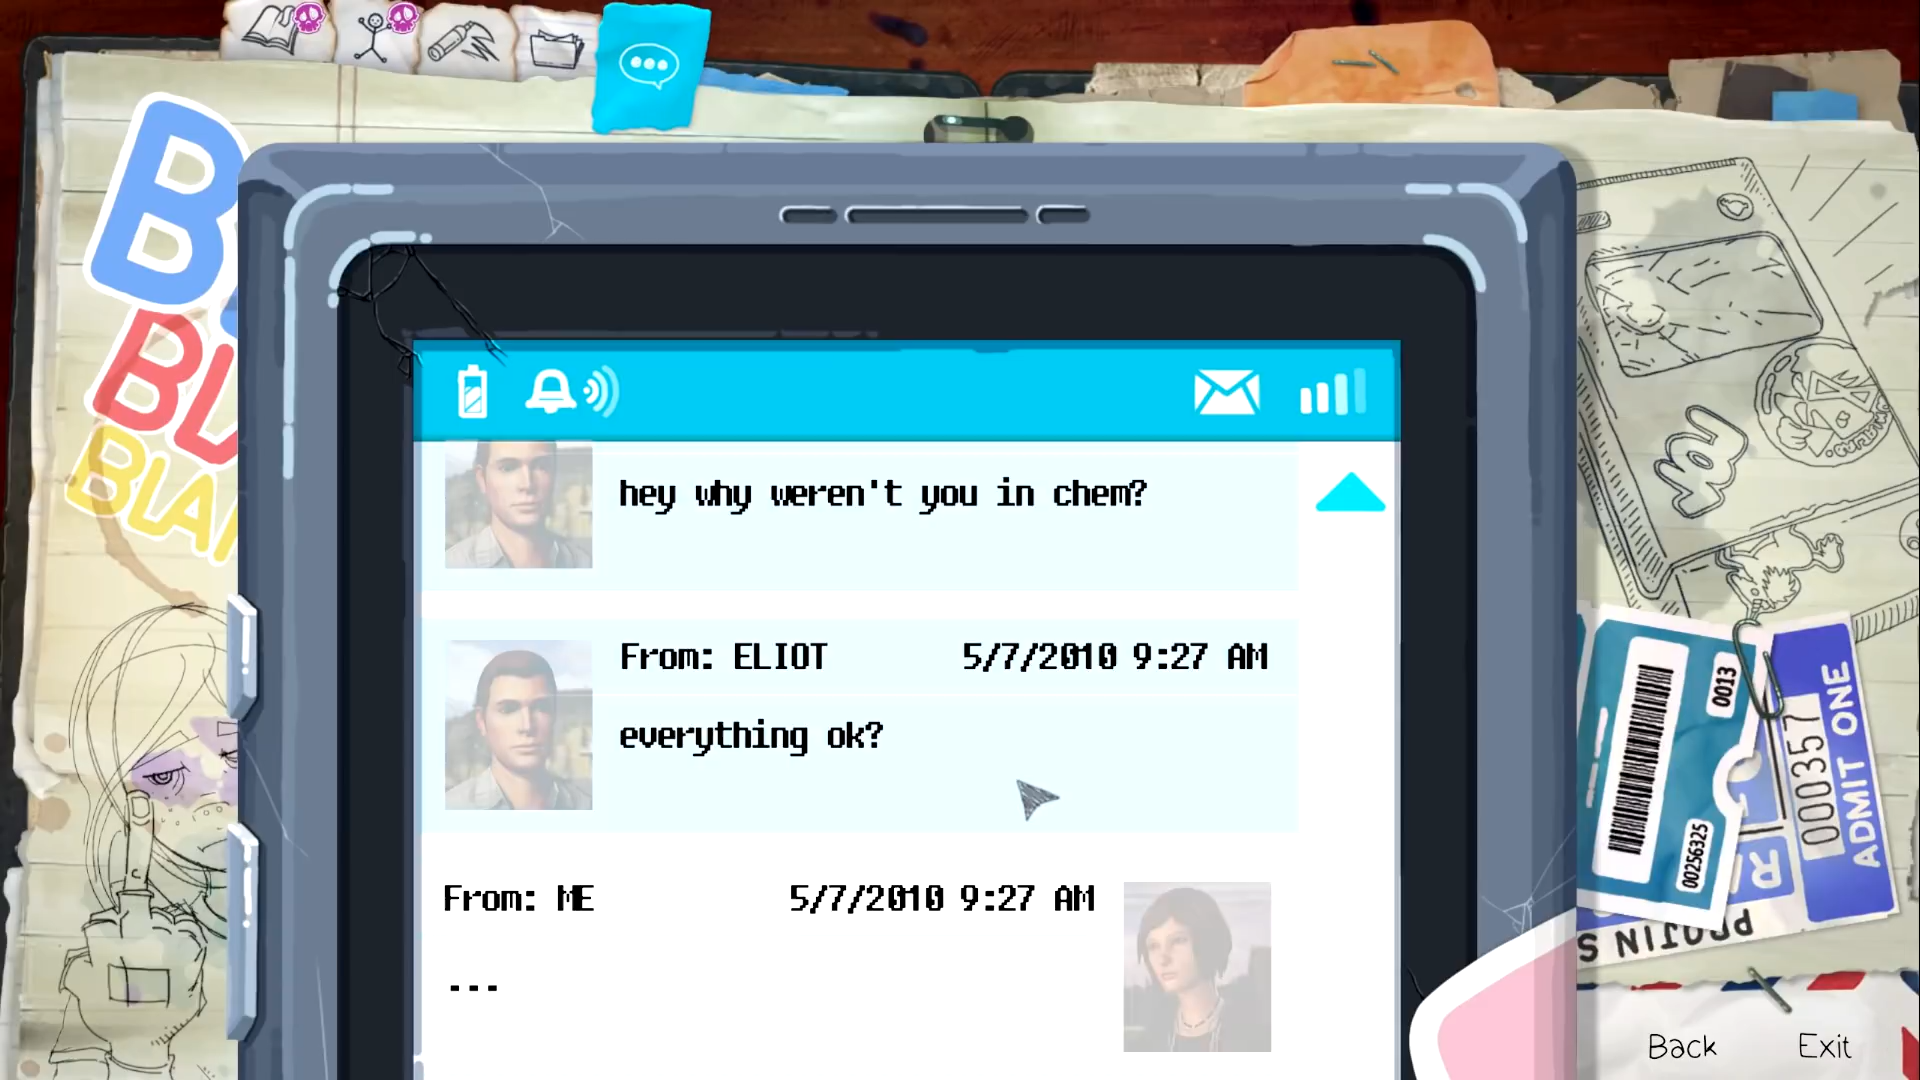 hey why weren't you in chem?
From: ELIOT 5/7/2010 9:27 AM
everything ok?
From: ME 5/7/2010 9:27 AM
...
0013
00256325
000357
ADMIT ONE
Back Exit